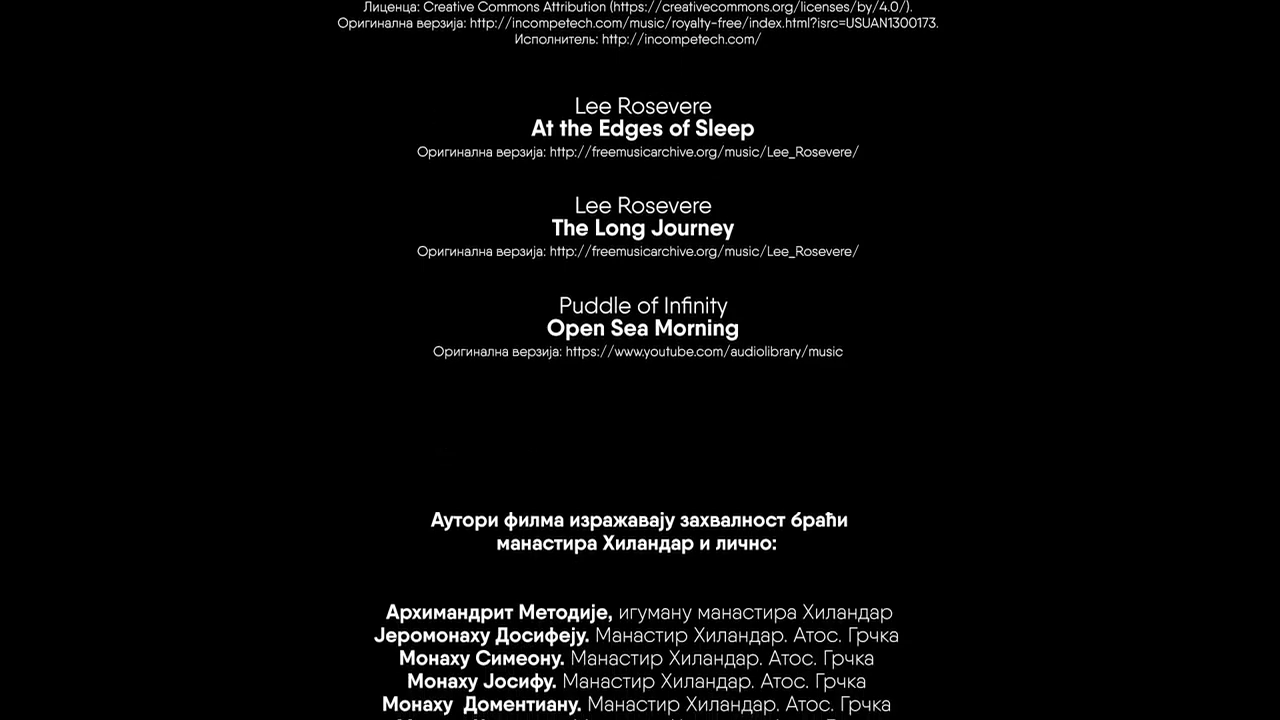 Лиценца: Creative Commons Attribution (https://creativecommons.org/licenses/by/4.0/).
Оригинална верзија: http://incompetech.com/music/royalty-free/index.html?isrc=USUAN1300173.
Исполнитель: http://incompetech.com/
Lee Rosevere
At the Edges of Sleep
Оригинална верзија: http://freemusicarchive.org/music/Lee_Rosevere/
Lee Rosevere
The Long Journey
Оригинална верзија: http://freemusicarchive.org/music/Lee_Rosevere/
Puddle of Infinity
Open Sea Morning
Оригинална верзија: https://www.youtube.com/audiolibrary/music
Аутори филма изражавају захвалност браћи
манастира Хиландар и лично:
Архимандрит Методије, игуману манастира Хиландар
Јеромонаху Досифеју. Манастир Хиландар. Атос. Грчка
Монаху Симеону. Манастир Хиландар. Атос. Грчка
Монаху Јосифу. Манастир Хиландар. Атос. Грчка
Монаху Доментиану. Манастир Хиландар. Атос. Грчка